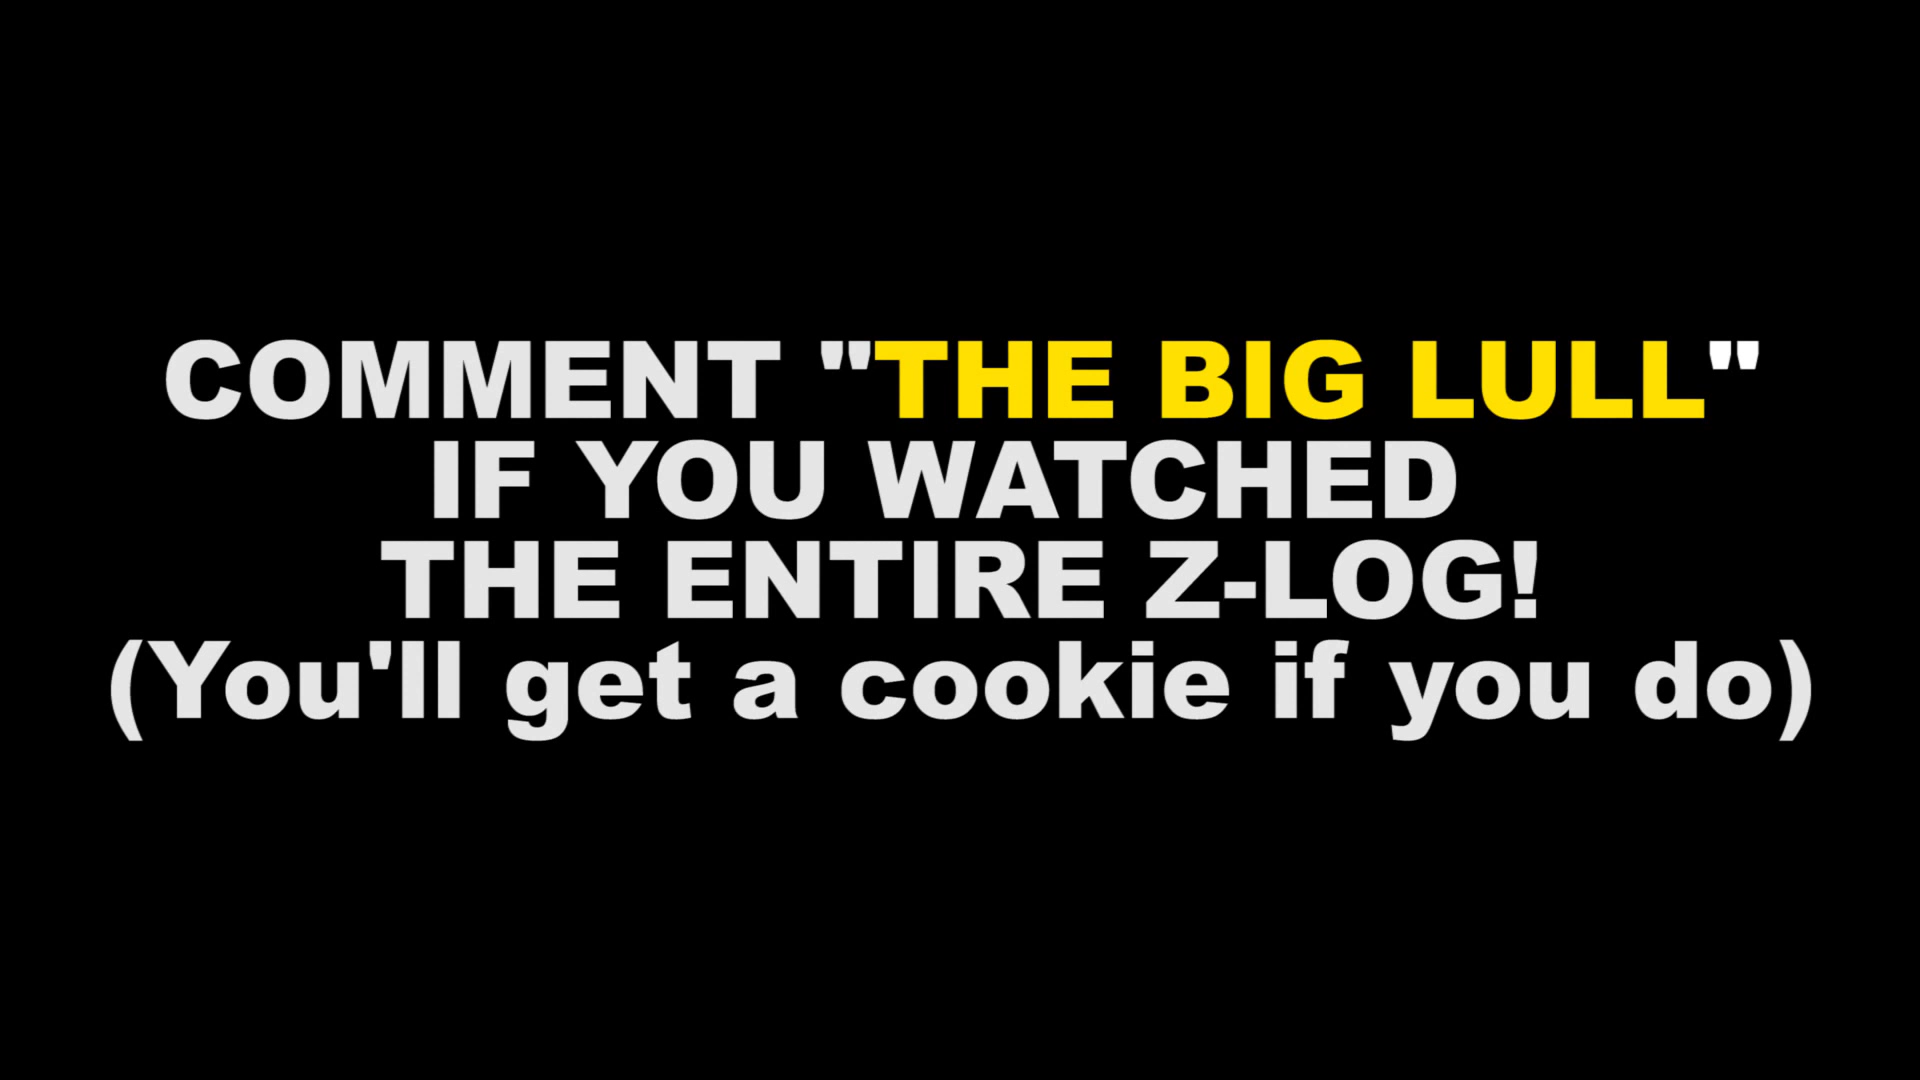 COMMENT "THE BIG LULL"
IF YOU WATCHED
THE ENTIRE Z-LOG!
(You'll get a cookie if you do)